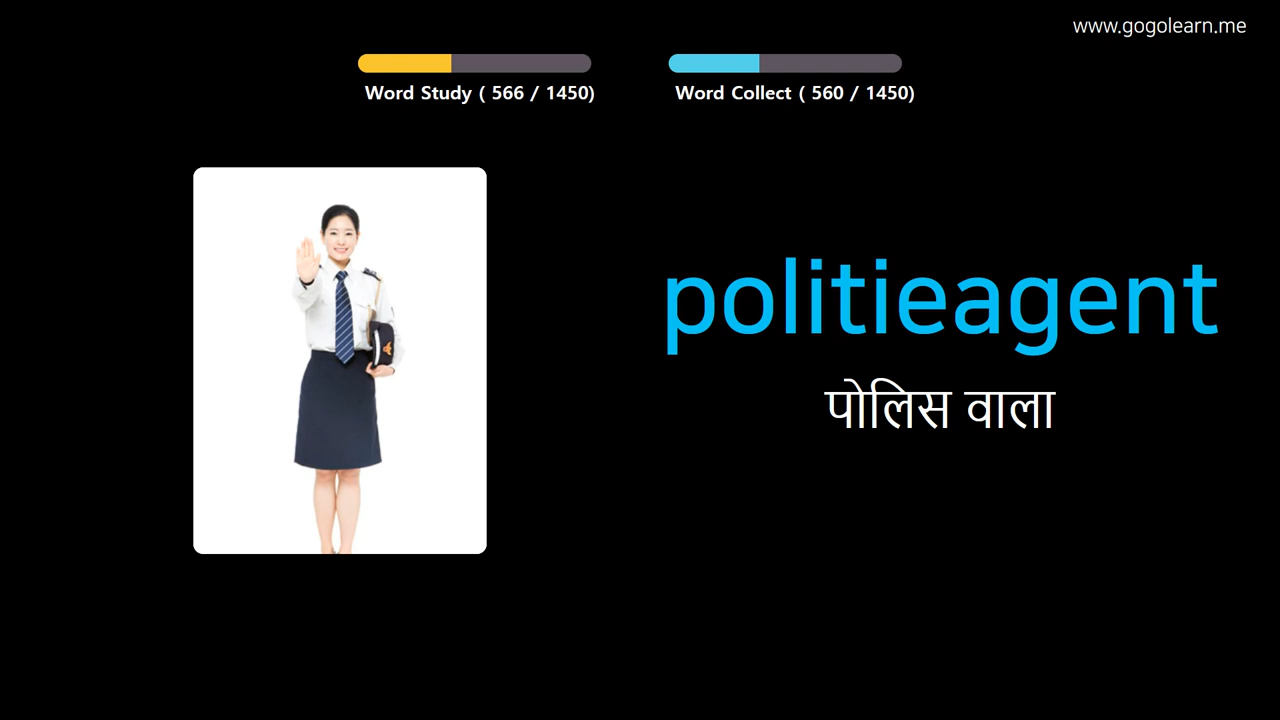 www.gogolearn.me
Word Study ( 566 / 1450)
Word Collect ( 560 / 1450)
politieagent
पोलिस वाला